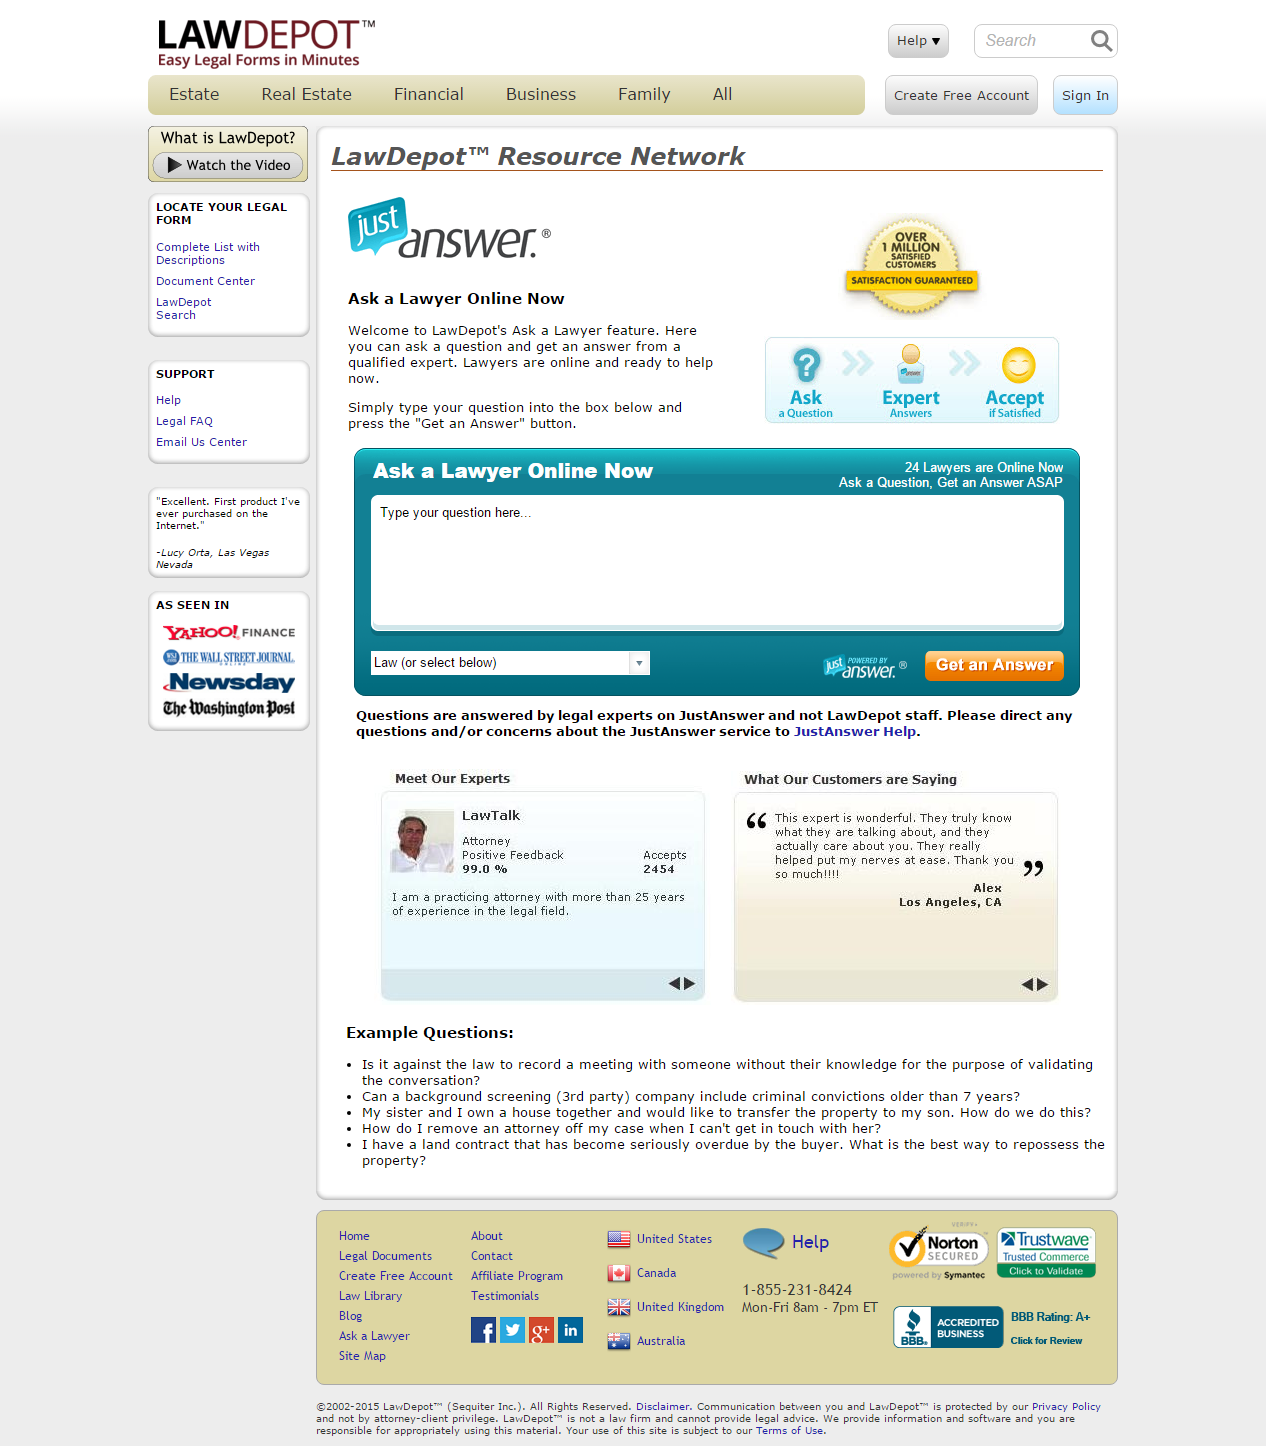 LAWDEPOT™
Easy Legal Forms in Minutes
Help ▼
Search
Estate Real Estate Financial Business Family All
Create Free Account
Sign In
What is LawDepot?
Watch the Video
LOCATE YOUR LEGAL
FORM
Complete List with
Descriptions
Document Center
LawDepot
Search
SUPPORT
Help
Legal FAQ
Email Us Center
"Excellent. First product I've
ever purchased on the
Internet."
-Lucy Orta, Las Vegas
Nevada
AS SEEN IN
YAHOO! FINANCE
WSJ ONLINE THE WALL STREET JOURNAL.
Newsday
The Washington Post
LawDepot™ Resource Network
just answer.®
OVER
1 MILLION
SATISFIED
CUSTOMERS
SATISFACTION GUARANTEED
Ask a Lawyer Online Now
Welcome to LawDepot's Ask a Lawyer feature. Here
you can ask a question and get an answer from a
qualified expert. Lawyers are online and ready to help
now.
Simply type your question into the box below and
press the "Get an Answer" button.
?
Ask Expert Accept
a Question Answers if Satisfied
Ask a Lawyer Online Now
24 Lawyers are Online Now
Ask a Question, Get an Answer ASAP
Type your question here...
Law (or select below)
POWERED BY
just answer.®
Get an Answer
Questions are answered by legal experts on JustAnswer and not LawDepot staff. Please direct any
questions and/or concerns about the JustAnswer service to JustAnswer Help.
Meet Our Experts
LawTalk
Attorney
Positive Feedback Accepts
99.0 % 2454
I am a practicing attorney with more than 25 years
of experience in the legal field.
What Our Customers are Saying
“ This expert is wonderful. They truly know
what they are talking about, and they
actually care about you. They really
helped put my nerves at ease. Thank you
so much!!!! ”
Alex
Los Angeles, CA
Example Questions:
• Is it against the law to record a meeting with someone without their knowledge for the purpose of validating
the conversation?
• Can a background screening (3rd party) company include criminal convictions older than 7 years?
• My sister and I own a house together and would like to transfer the property to my son. How do we do this?
• How do I remove an attorney off my case when I can't get in touch with her?
• I have a land contract that has become seriously overdue by the buyer. What is the best way to repossess the
property?
Home
Legal Documents
Create Free Account
Law Library
Blog
Ask a Lawyer
Site Map
About
Contact
Affiliate Program
Testimonials
f g+ in
United States
Canada
United Kingdom
Australia
Help
1-855-231-8424
Mon-Fri 8am - 7pm ET
VERIFY▸
Norton™
SECURED
powered by Symantec
Trustwave®
Trusted Commerce
Click to Validate
BBB.
ACCREDITED
BUSINESS
BBB Rating: A+
Click for Review
©2002-2015 LawDepot™ (Sequiter Inc.). All Rights Reserved. Disclaimer. Communication between you and LawDepot™ is protected by our Privacy Policy
and not by attorney-client privilege. LawDepot™ is not a law firm and cannot provide legal advice. We provide information and software and you are
responsible for appropriately using this material. Your use of this site is subject to our Terms of Use.